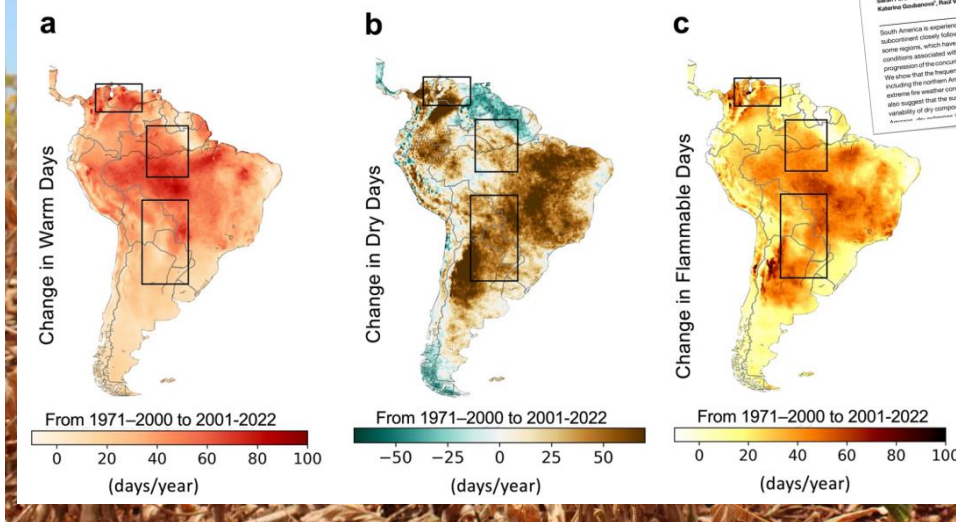 Katerina Goubanova
South America is experienc
subcontinent closely follow
some regions, which have
conditions associated with
progression of the concurren
We show that the frequen
including the northern Am
extreme fire weather con
also suggest that the su
variability of dry compo
a
b
c
Change in Warm Days
Change in Dry Days
Change in Flammable Days
From 1971–2000 to 2001-2022
0 20 40 60 80 100
(days/year)
From 1971–2000 to 2001-2022
−50 −25 0 25 50
(days/year)
From 1971–2000 to 2001-2022
0 20 40 60 80 100
(days/year)